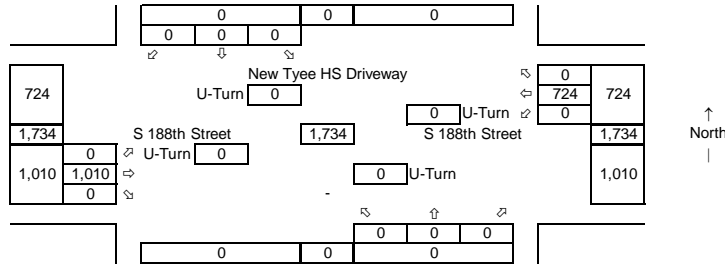 0 0 0
0 0 0
⬃ ⇩ ⬂
New Tyee HS Driveway ⬁ 0
724 U-Turn 0 ⇦ 724 724
0 U-Turn ⬃ 0 ↑
1,734 S 188th Street 1,734 S 188th Street 1,734 North
0 ⬀ U-Turn 0 |
1,010 1,010 ⇨ 0 U-Turn 1,010
0 ⬂ -
⬁ ⇧ ⬀
0 0 0
0 0 0